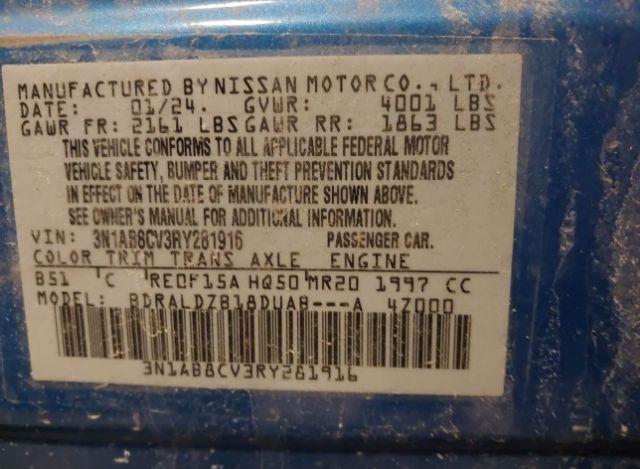 MANUFACTURED BY NISSAN MOTOR CO., LTD.
DATE: 01/24. GVWR: 4001 LBS
GAWR FR: 2161 LBS GAWR RR: 1863 LBS
THIS VEHICLE CONFORMS TO ALL APPLICABLE FEDERAL MOTOR
VEHICLE SAFETY, BUMPER AND THEFT PREVENTION STANDARDS
IN EFFECT ON THE DATE OF MANUFACTURE SHOWN ABOVE.
SEE OWNER'S MANUAL FOR ADDITIONAL INFORMATION.
VIN: 3N1AB8CV3RY281916 PASSENGER CAR.
COLOR TRIM TRANS AXLE ENGINE
B51 C RE0F15A HQ50 MR20 1997 CC
MODEL: BDRALDZB18DUAB---A 4Z000
3N1AB8CV3RY281916